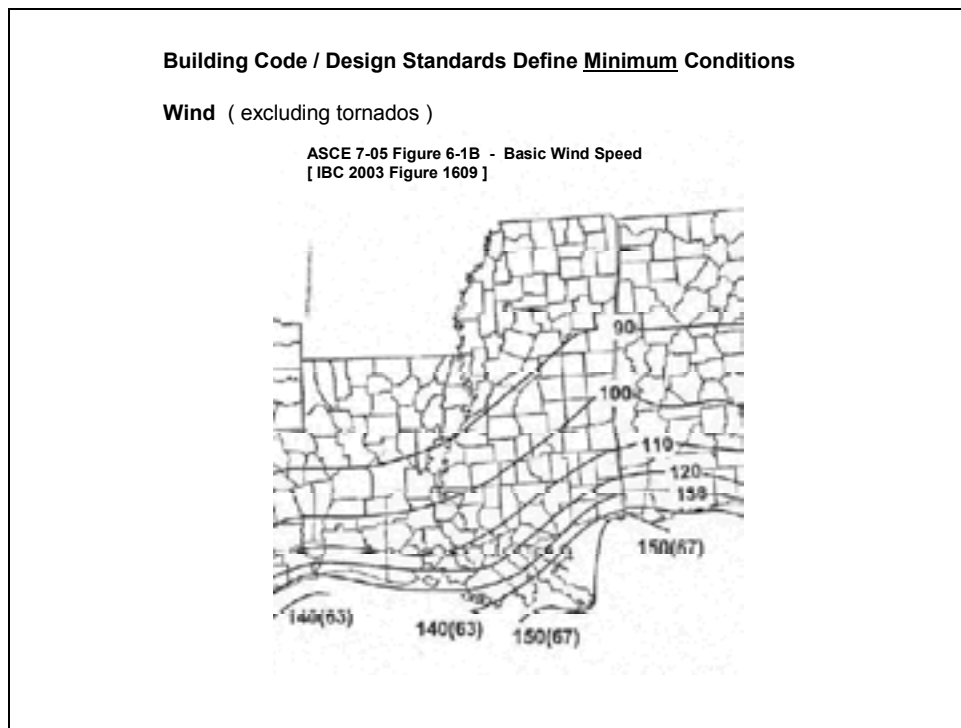 Building Code / Design Standards Define Minimum Conditions
Wind ( excluding tornados )
ASCE 7-05 Figure 6-1B - Basic Wind Speed
[ IBC 2003 Figure 1609 ]
90
100
110
120
150(67)
140(63)
140(63)
150(67)